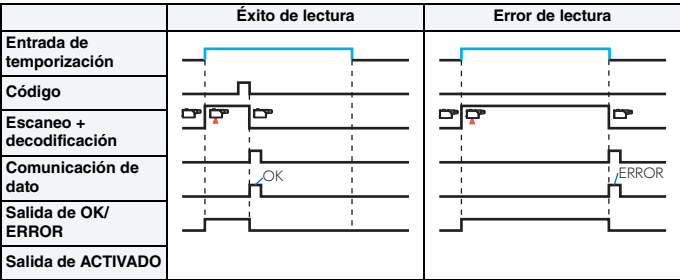 Éxito de lectura
Error de lectura
Entrada de
temporización
Código
Escaneo +
decodificación
Comunicación de
dato
OK
ERROR
Salida de OK/
ERROR
Salida de ACTIVADO